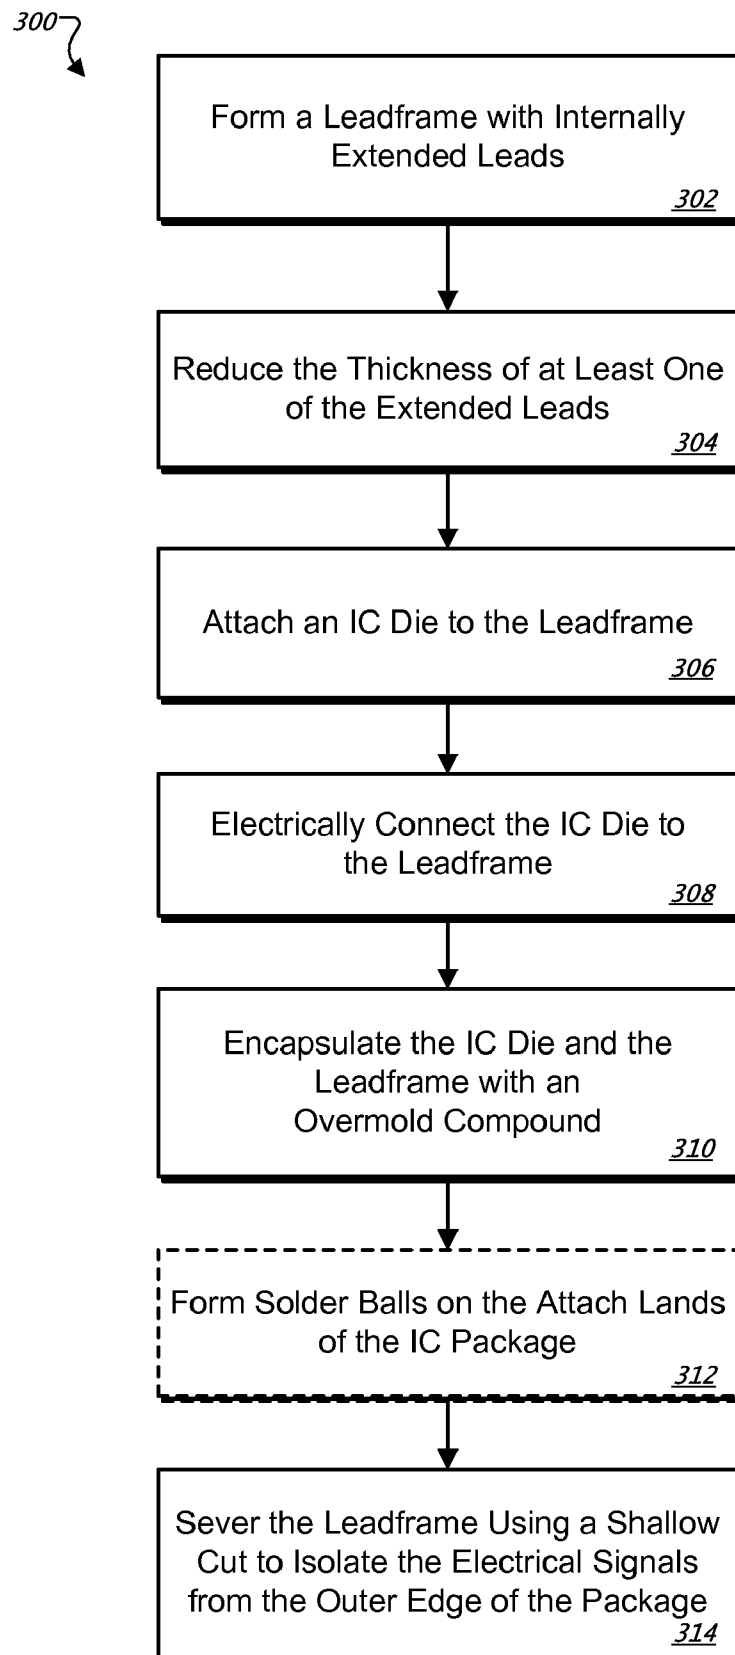 300
Form a Leadframe with Internally
Extended Leads
302
Reduce the Thickness of at Least One
of the Extended Leads
304
Attach an IC Die to the Leadframe
306
Electrically Connect the IC Die to
the Leadframe
308
Encapsulate the IC Die and the
Leadframe with an
Overmold Compound
310
Form Solder Balls on the Attach Lands
of the IC Package
312
Sever the Leadframe Using a Shallow
Cut to Isolate the Electrical Signals
from the Outer Edge of the Package
314